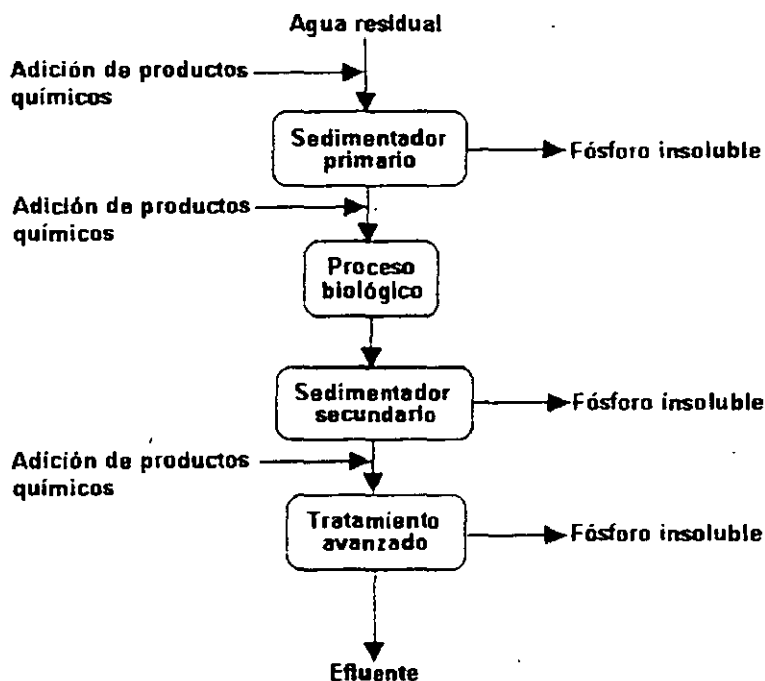 Agua residual
Adición de productos
químicos
Sedimentador
primario
Fósforo insoluble
Adición de productos
químicos
Proceso
biológico
Sedimentador
secundario
Fósforo insoluble
Adición de productos
químicos
Tratamiento
avanzado
Fósforo insoluble
Efluente